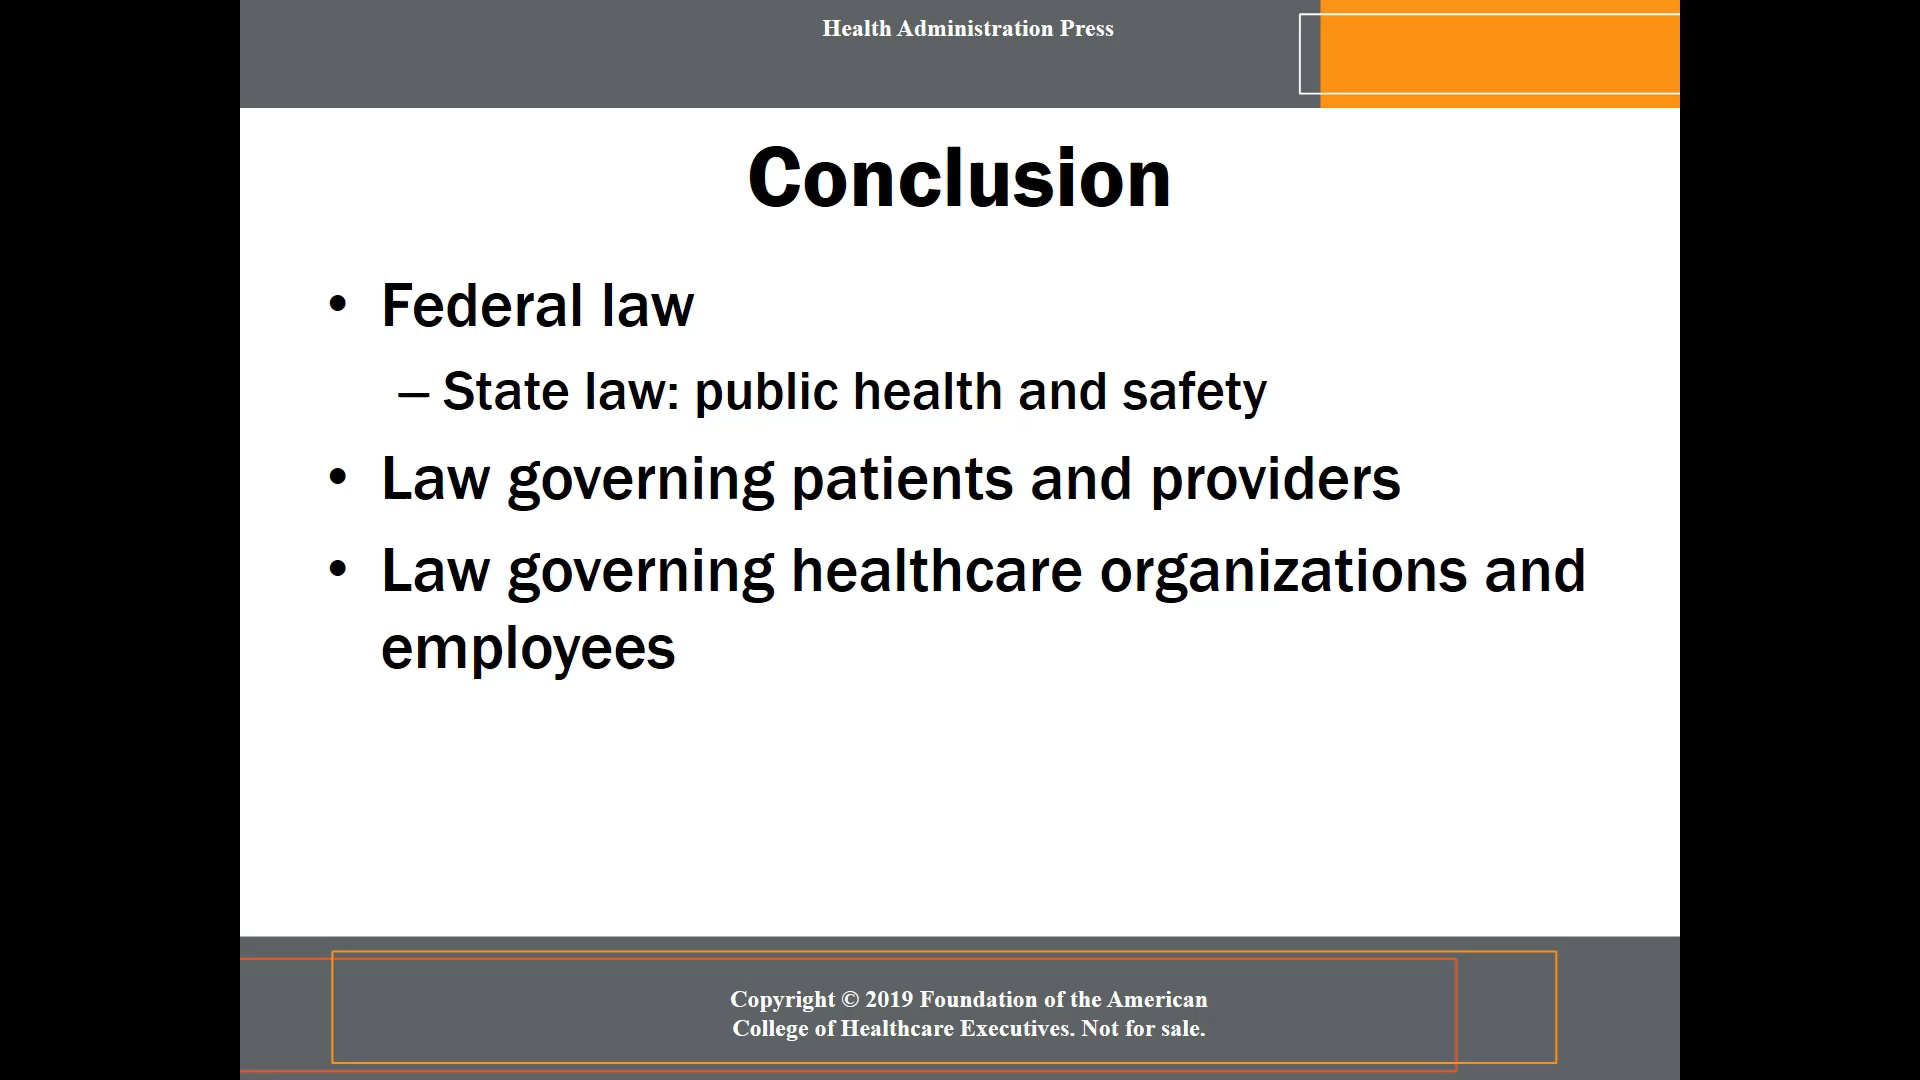 Health Administration Press
Conclusion
• Federal law
– State law: public health and safety
• Law governing patients and providers
• Law governing healthcare organizations and
employees
Copyright © 2019 Foundation of the American
College of Healthcare Executives. Not for sale.